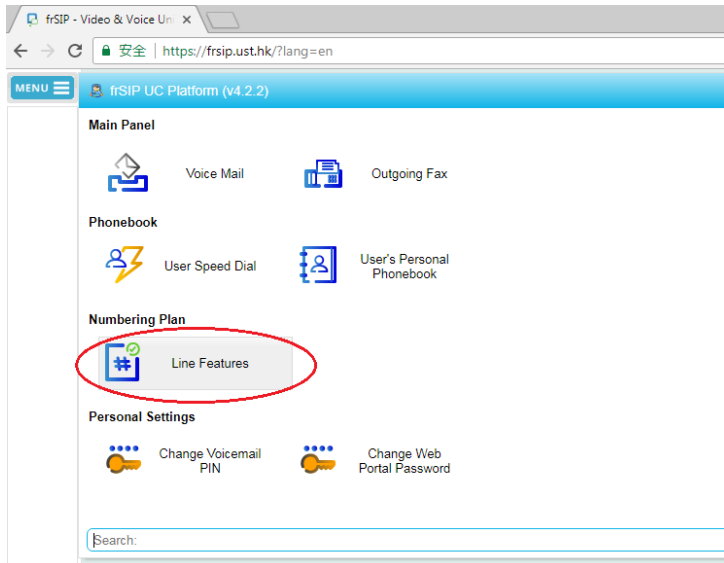 frSIP - Video & Voice Un
安全 | https://frsip.ust.hk/?lang=en
MENU
frSIP UC Platform (v4.2.2)
Main Panel
Voice Mail
Outgoing Fax
Phonebook
User Speed Dial
User's Personal
Phonebook
Numbering Plan
Line Features
Personal Settings
Change Voicemail
PIN
Change Web
Portal Password
Search: